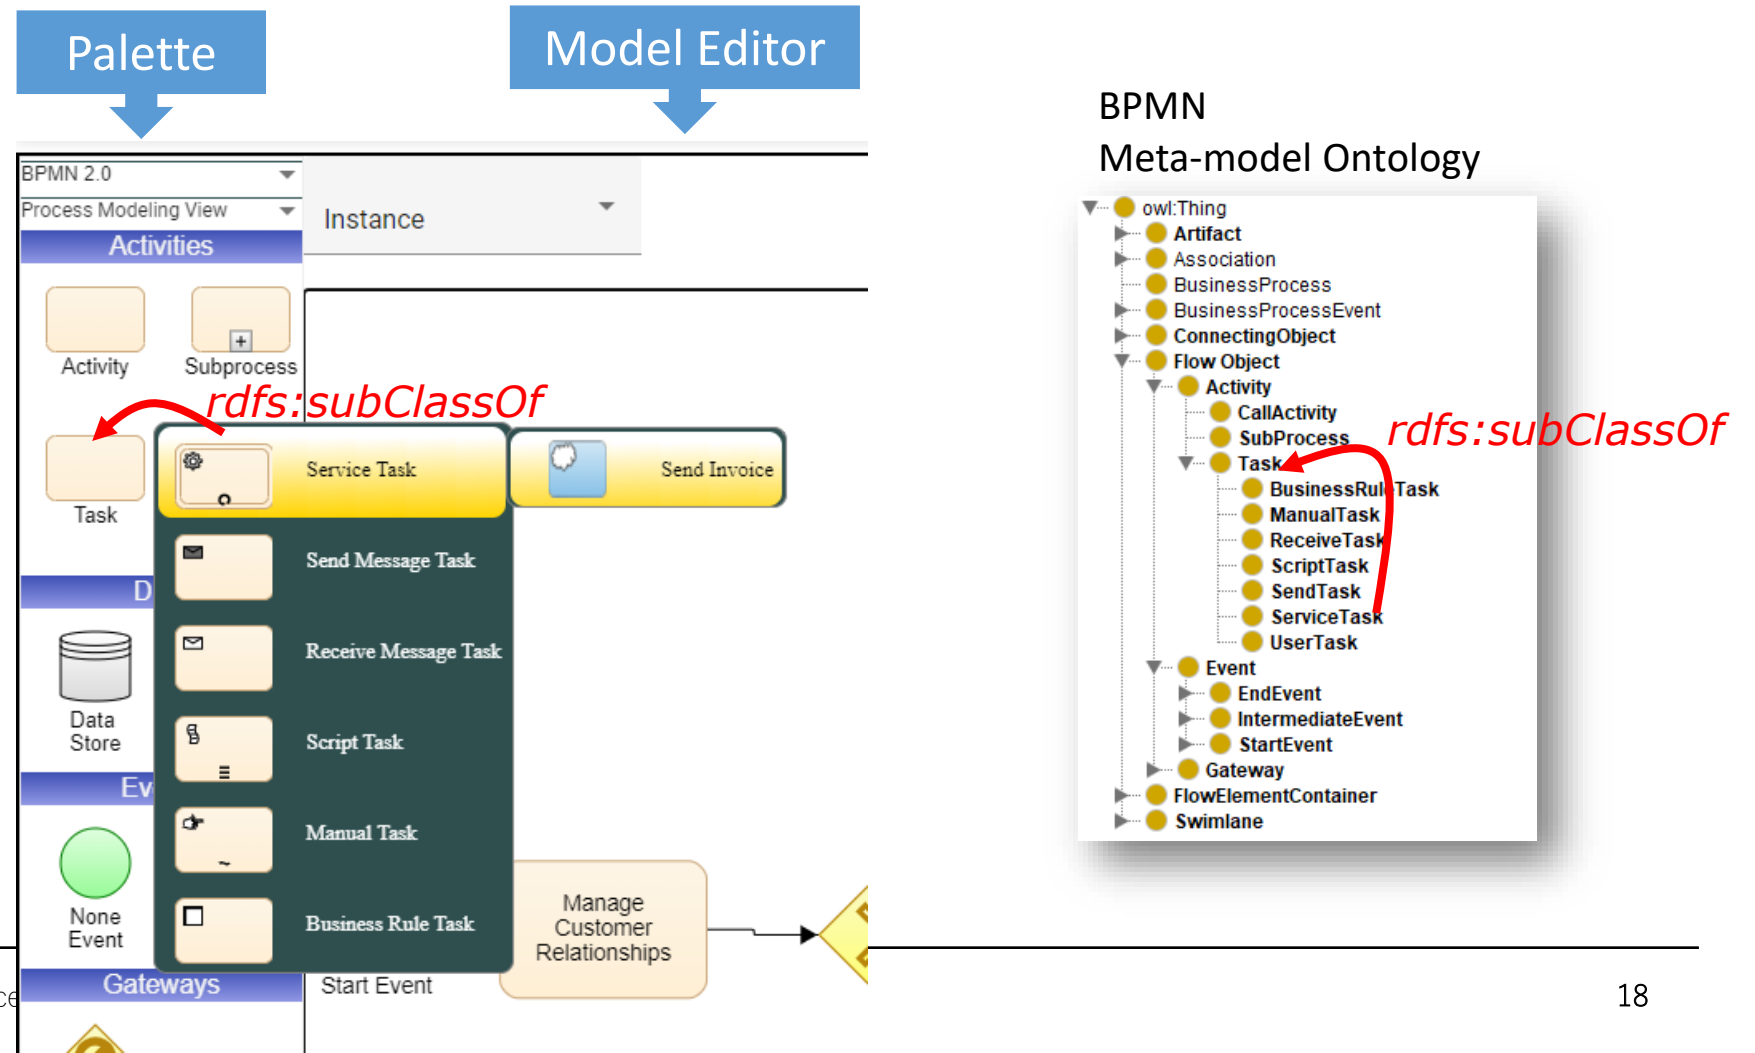 Palette
Model Editor
BPMN
Meta-model Ontology
BPMN 2.0
Process Modeling View
Instance
Activities
Activity
Subprocess
rdfs:subClassOf
Task
Service Task
Send Invoice
Send Message Task
Receive Message Task
Script Task
Manual Task
Business Rule Task
D
Data
Store
Ev
None
Event
Gateways
Start Event
Manage
Customer
Relationships
owl:Thing
Artifact
Association
BusinessProcess
BusinessProcessEvent
ConnectingObject
Flow Object
Activity
CallActivity
SubProcess
rdfs:subClassOf
Task
BusinessRuleTask
ManualTask
ReceiveTask
ScriptTask
SendTask
ServiceTask
UserTask
Event
EndEvent
IntermediateEvent
StartEvent
Gateway
FlowElementContainer
Swimlane
18